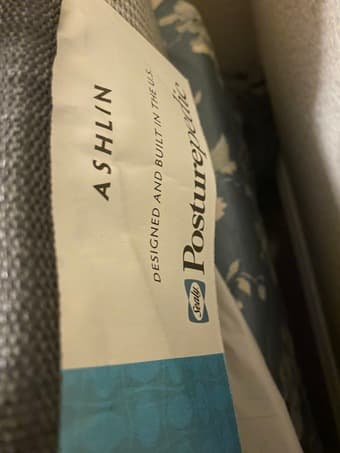 ASHLIN
DESIGNED AND BUILT IN THE U.S.
Sealy Posturepedic